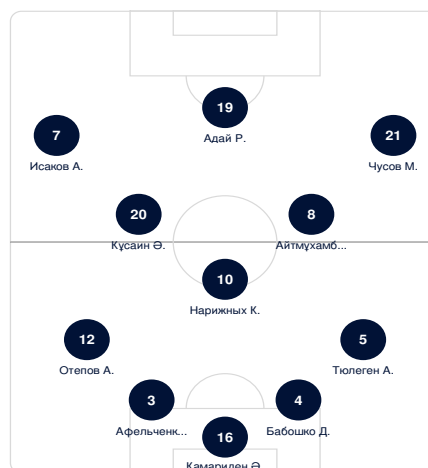 19
Адай Р.
7
Исаков А.
21
Чусов М.
20
Құсаин Ә.
8
Айтмұхамб...
10
Нарижных К.
12
Отепов А.
5
Тюлеген А.
3
Афельченк...
4
Бабошко Д.
16
Камариден Ә.